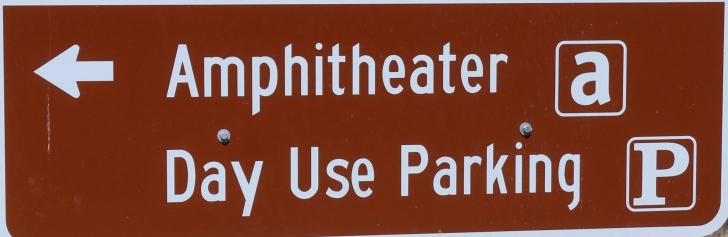 Amphitheater a
Day Use Parking P